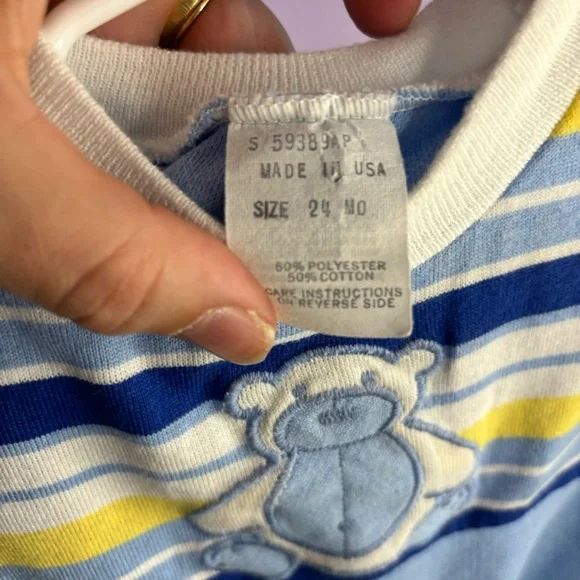 S 59389AP
MADE IN USA
SIZE 24 MO
50% POLYESTER
50% COTTON
CARE INSTRUCTIONS
ON REVERSE SIDE